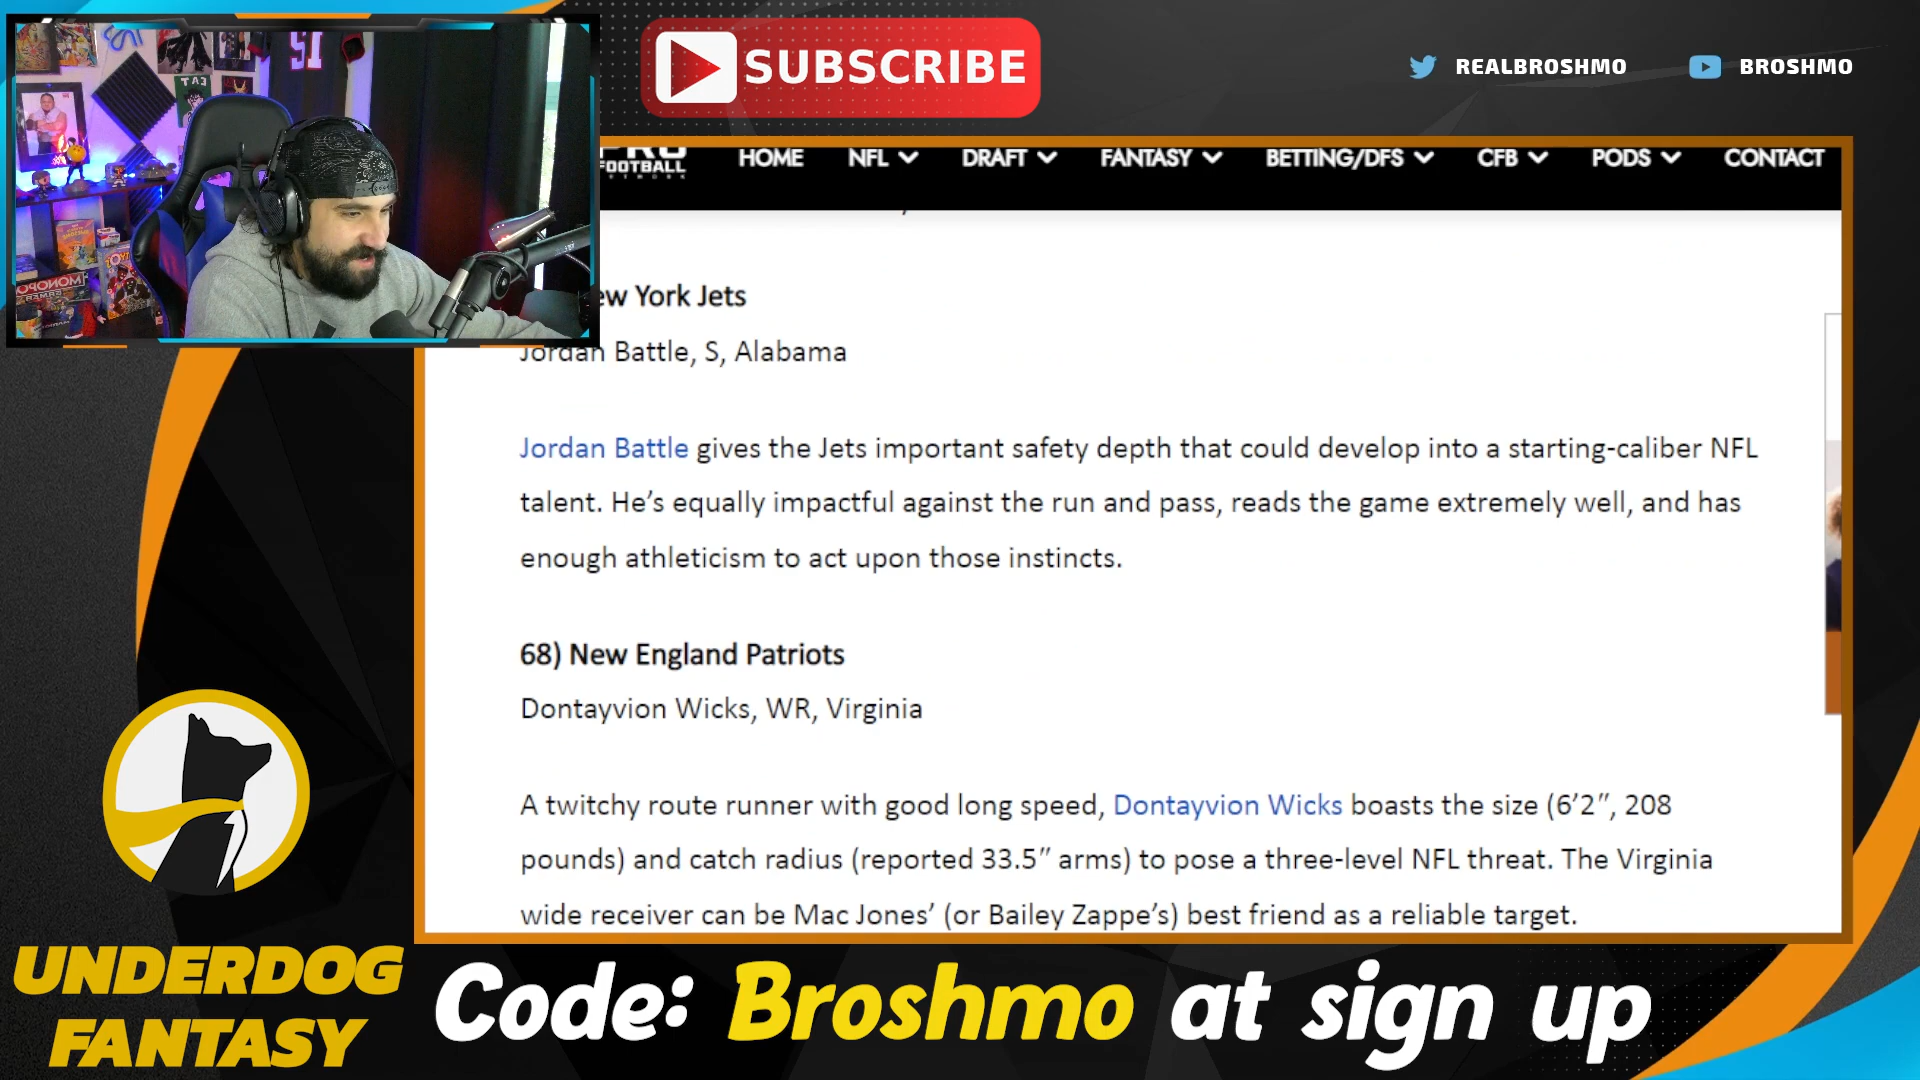 SUBSCRIBE
REALBROSHMO
BROSHMO
FOOTBALL
HOME NFL DRAFT FANTASY BETTING/DFS CFB PODS CONTACT
York Jets
Jordan Battle, S, Alabama
Jordan Battle gives the Jets important safety depth that could develop into a starting-caliber NFL
talent. He’s equally impactful against the run and pass, reads the game extremely well, and has
enough athleticism to act upon those instincts.
68) New England Patriots
Dontayvion Wicks, WR, Virginia
A twitchy route runner with good long speed, Dontayvion Wicks boasts the size (6’2”, 208
pounds) and catch radius (reported 33.5” arms) to pose a three-level NFL threat. The Virginia
wide receiver can be Mac Jones’ (or Bailey Zappe’s) best friend as a reliable target.
UNDERDOG
FANTASY
Code: Broshmo at sign up